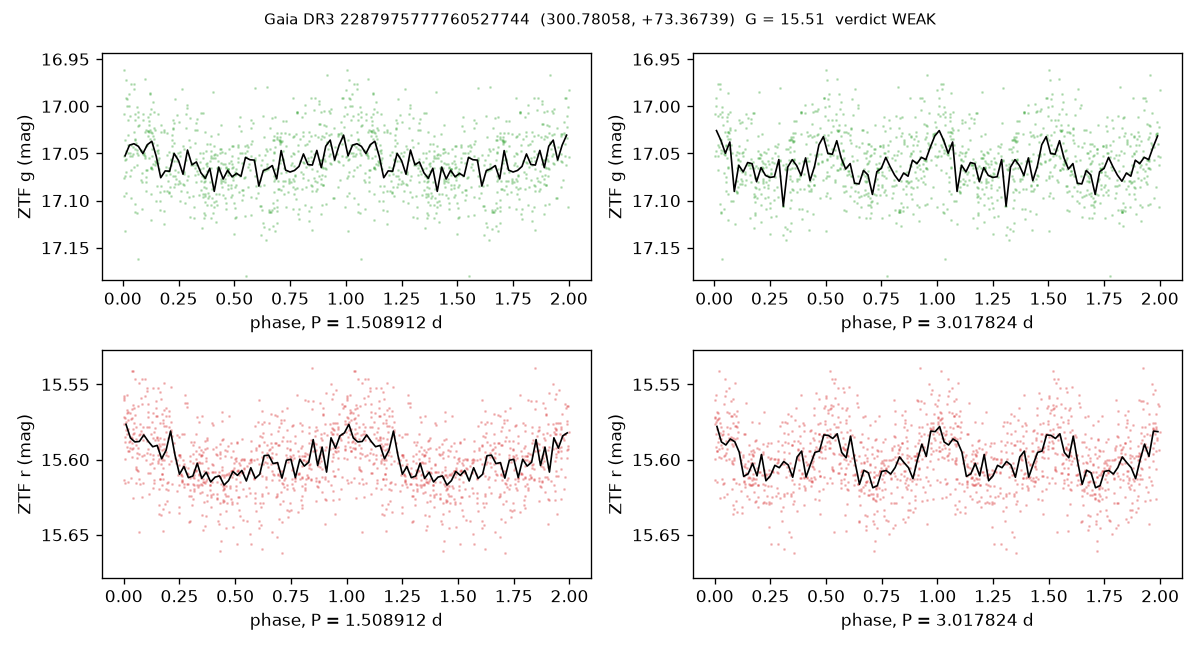 Gaia DR3 2287975777760527744 (300.78058, +73.36739) G = 15.51 verdict WEAK
ZTF g (mag)
16.95
17.00
17.05
17.10
17.15
0.00 0.25 0.50 0.75 1.00 1.25 1.50 1.75 2.00
phase, P = 1.508912 d
ZTF g (mag)
16.95
17.00
17.05
17.10
17.15
0.00 0.25 0.50 0.75 1.00 1.25 1.50 1.75 2.00
phase, P = 3.017824 d
ZTF r (mag)
15.55
15.60
15.65
0.00 0.25 0.50 0.75 1.00 1.25 1.50 1.75 2.00
phase, P = 1.508912 d
ZTF r (mag)
15.55
15.60
15.65
0.00 0.25 0.50 0.75 1.00 1.25 1.50 1.75 2.00
phase, P = 3.017824 d